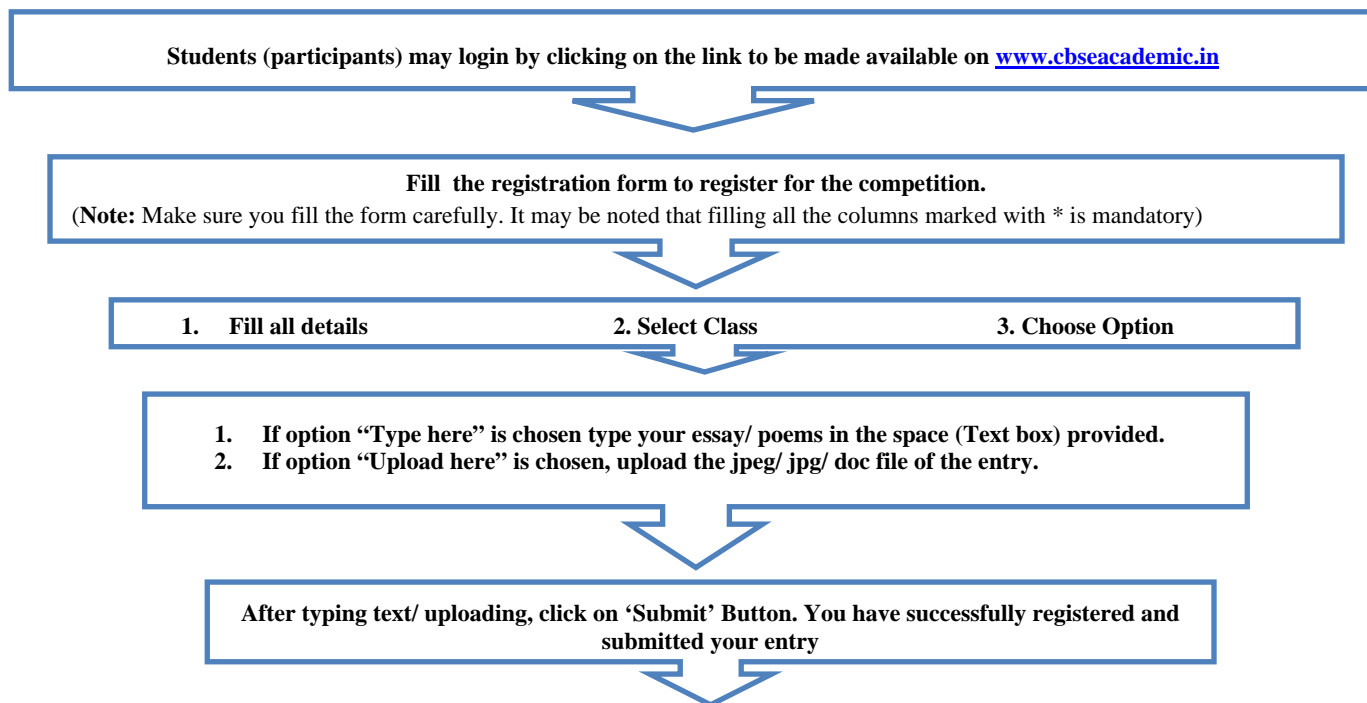 Students (participants) may login by clicking on the link to be made available on www.cbseacademic.in
Fill the registration form to register for the competition.
(Note: Make sure you fill the form carefully. It may be noted that filling all the columns marked with * is mandatory)
1. Fill all details 2. Select Class 3. Choose Option
1. If option “Type here” is chosen type your essay/ poems in the space (Text box) provided.
2. If option “Upload here” is chosen, upload the jpeg/ jpg/ doc file of the entry.
After typing text/ uploading, click on ‘Submit’ Button. You have successfully registered and
submitted your entry